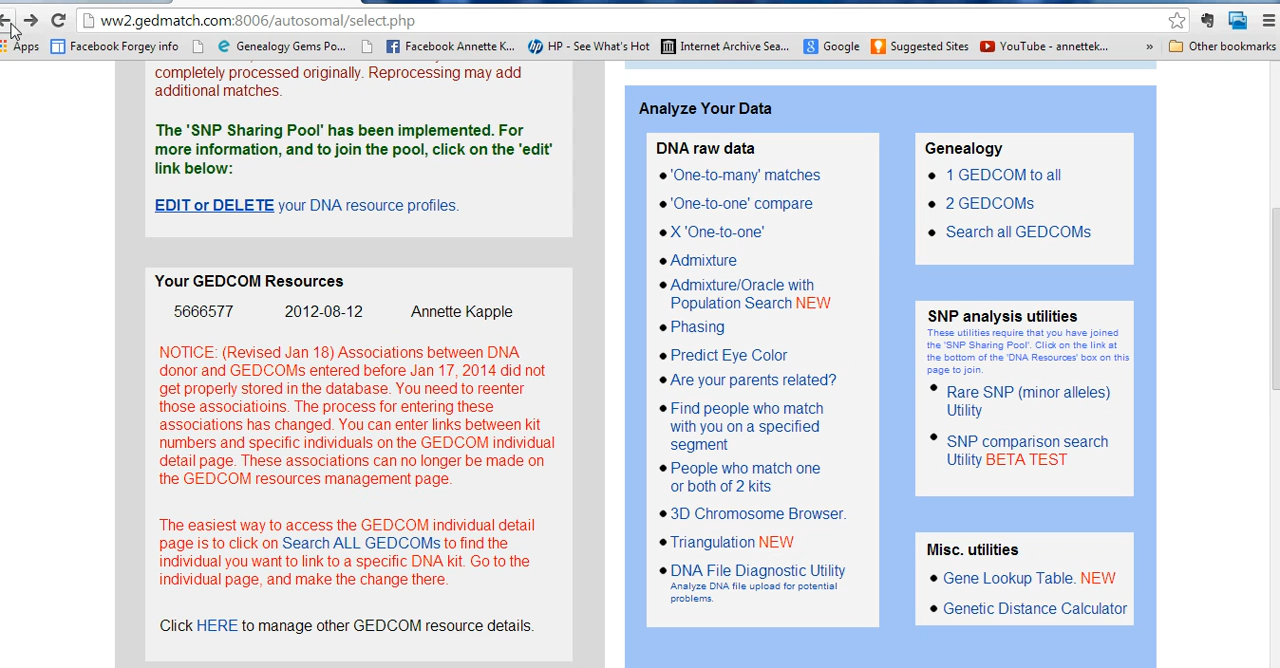 ww2.gedmatch.com:8006/autosomal/select.php
Apps
Facebook Forgey info
Genealogy Gems Po...
Facebook Annette K...
HP - See What's Hot
Internet Archive Sea...
Google
Suggested Sites
YouTube - annettek...
»
Other bookmarks
completely processed originally. Reprocessing may add
additional matches.
The 'SNP Sharing Pool' has been implemented. For
more information, and to join the pool, click on the 'edit'
link below:
EDIT or DELETE your DNA resource profiles.
Your GEDCOM Resources
5666577 2012-08-12 Annette Kapple
NOTICE: (Revised Jan 18) Associations between DNA
donor and GEDCOMs entered before Jan 17, 2014 did not
get properly stored in the database. You need to reenter
those associatioins. The process for entering these
associations has changed. You can enter links between kit
numbers and specific individuals on the GEDCOM individual
detail page. These associations can no longer be made on
the GEDCOM resources management page.
The easiest way to access the GEDCOM individual detail
page is to click on Search ALL GEDCOMs to find the
individual you want to link to a specific DNA kit. Go to the
individual page, and make the change there.
Click HERE to manage other GEDCOM resource details.
Analyze Your Data
DNA raw data
'One-to-many' matches
'One-to-one' compare
X 'One-to-one'
Admixture
Admixture/Oracle with
Population Search NEW
Phasing
Predict Eye Color
Are your parents related?
Find people who match
with you on a specified
segment
People who match one
or both of 2 kits
3D Chromosome Browser.
Triangulation NEW
DNA File Diagnostic Utility
Analyze DNA file upload for potential
problems.
Genealogy
1 GEDCOM to all
2 GEDCOMs
Search all GEDCOMs
SNP analysis utilities
These utilities require that you have joined
the 'SNP Sharing Pool'. Click on the link at
the bottom of the 'DNA Resources' box on this
page to join.
Rare SNP (minor alleles)
Utility
SNP comparison search
Utility BETA TEST
Misc. utilities
Gene Lookup Table. NEW
Genetic Distance Calculator